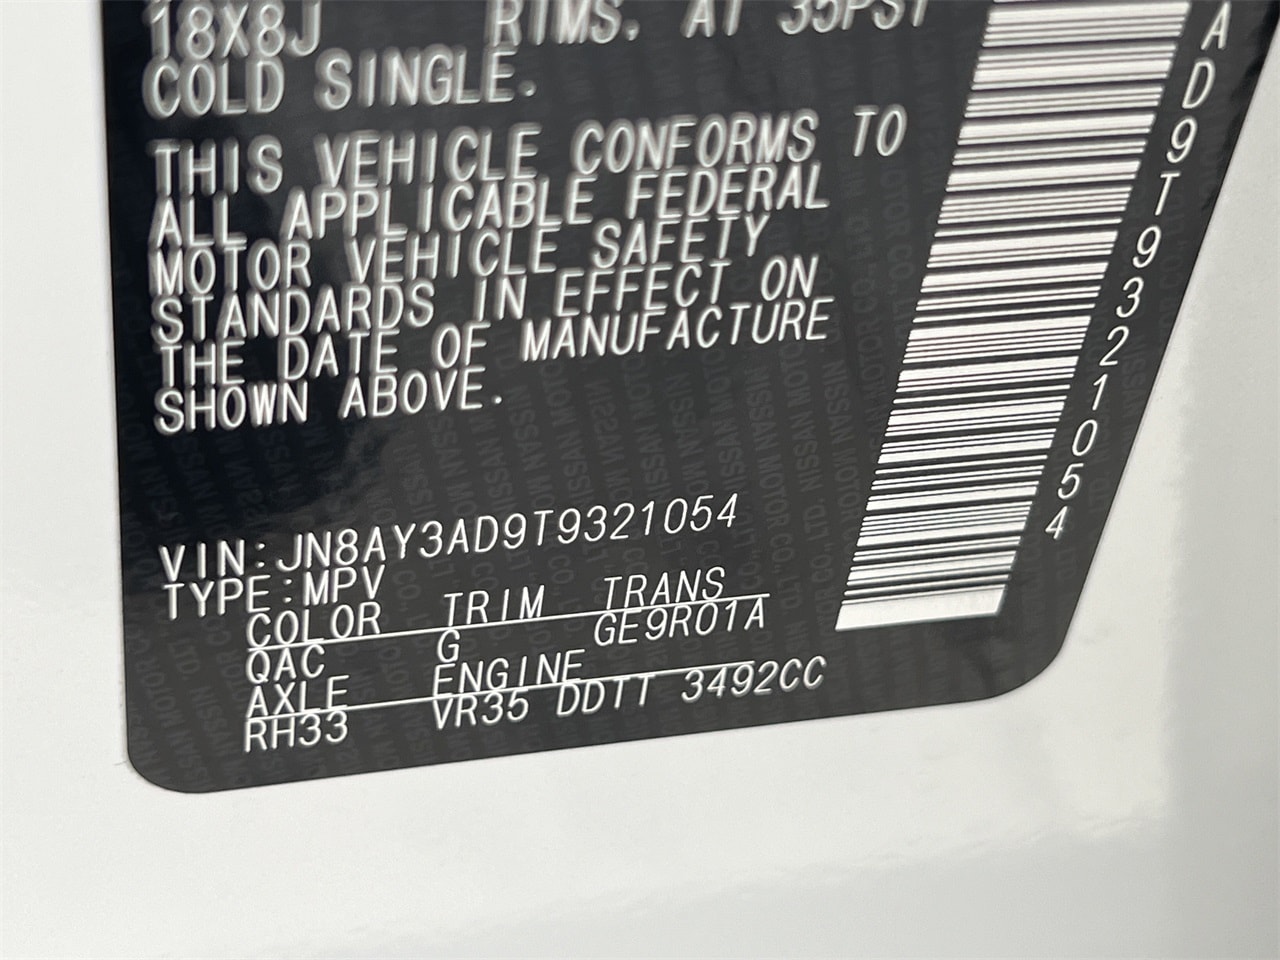 18X8J RIMS. AT 35PSI
COLD SINGLE.
THIS VEHICLE CONFORMS TO
ALL APPLICABLE FEDERAL
MOTOR VEHICLE SAFETY
STANDARDS IN EFFECT ON
THE DATE OF MANUFACTURE
SHOWN ABOVE.
VIN:JN8AY3AD9T9321054
TYPE:MPV
COLOR TRIM TRANS
QAC G GE9R01A
AXLE ENGINE
RH33 VR35 DDTT 3492CC
AD9T9321054